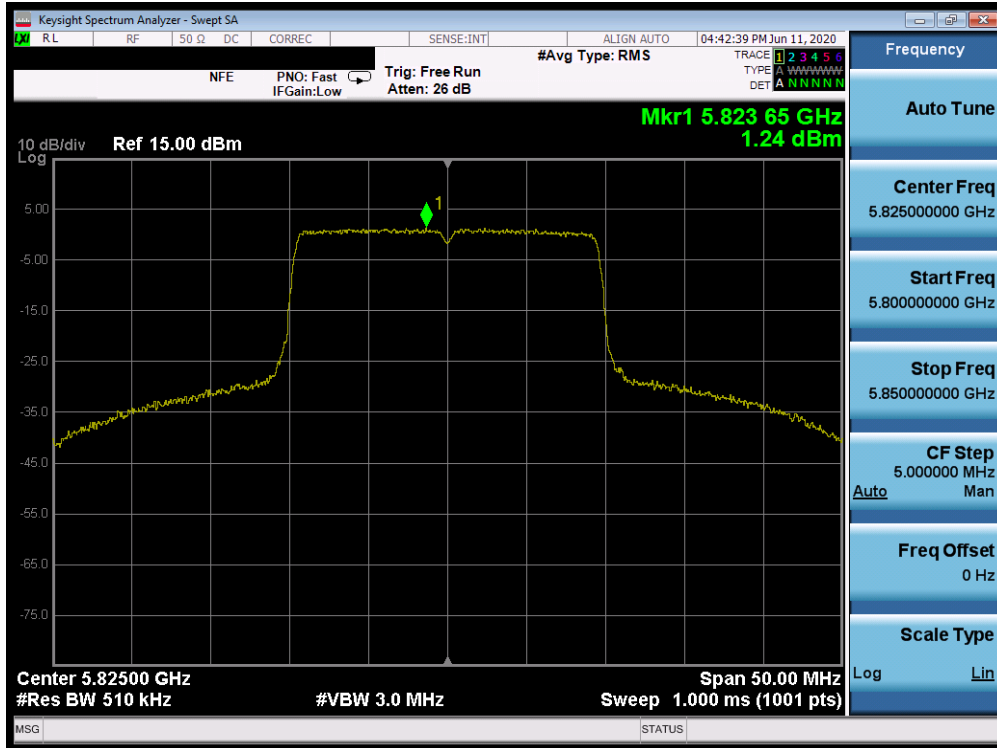 Keysight Spectrum Analyzer - Swept SA
LXI RL RF 50 Ω DC CORREC SENSE:INT ALIGN AUTO 04:42:39 PM Jun 11, 2020
NFE PNO: Fast Trig: Free Run #Avg Type: RMS TRACE 1 2 3 4 5 6
IFGain:Low Atten: 26 dB TYPE A WWWWW
DET A N N N N N
Mkr1 5.823 65 GHz
1.24 dBm
10 dB/div Ref 15.00 dBm
Log
1
5.00
-5.00
-15.0
-25.0
-35.0
-45.0
-55.0
-65.0
-75.0
Center 5.82500 GHz Span 50.00 MHz
#Res BW 510 kHz #VBW 3.0 MHz Sweep 1.000 ms (1001 pts)
MSG STATUS
Frequency
Auto Tune
Center Freq
5.825000000 GHz
Start Freq
5.800000000 GHz
Stop Freq
5.850000000 GHz
CF Step
5.000000 MHz
Auto Man
Freq Offset
0 Hz
Scale Type
Log Lin